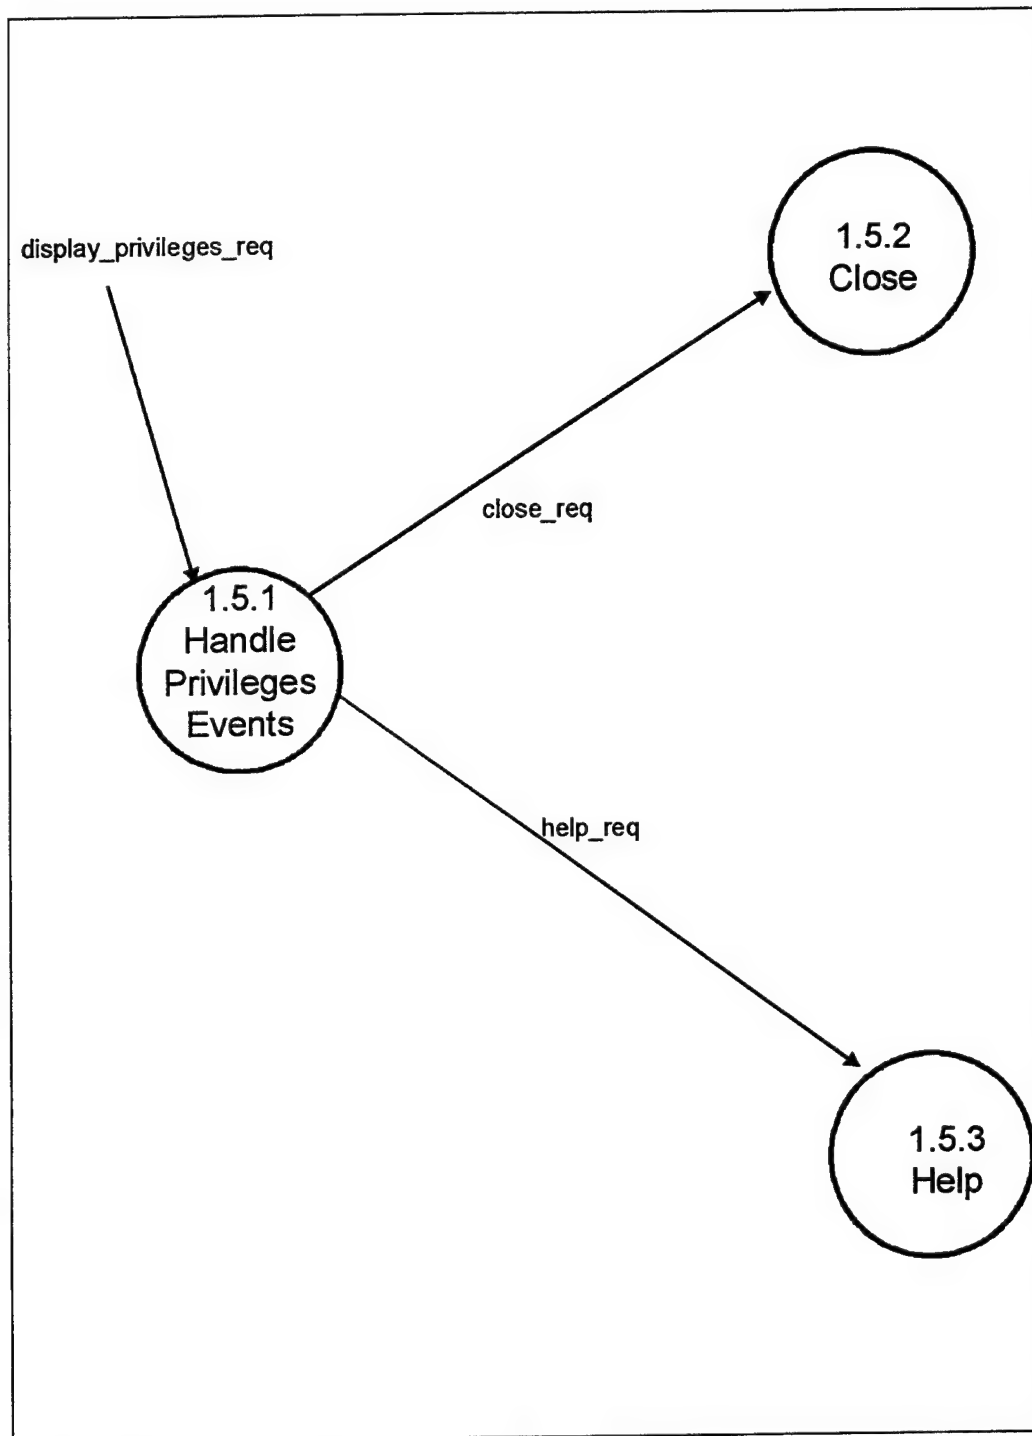 display_privileges_req
1.5.2
Close
close_req
1.5.1
Handle
Privileges
Events
help_req
1.5.3
Help